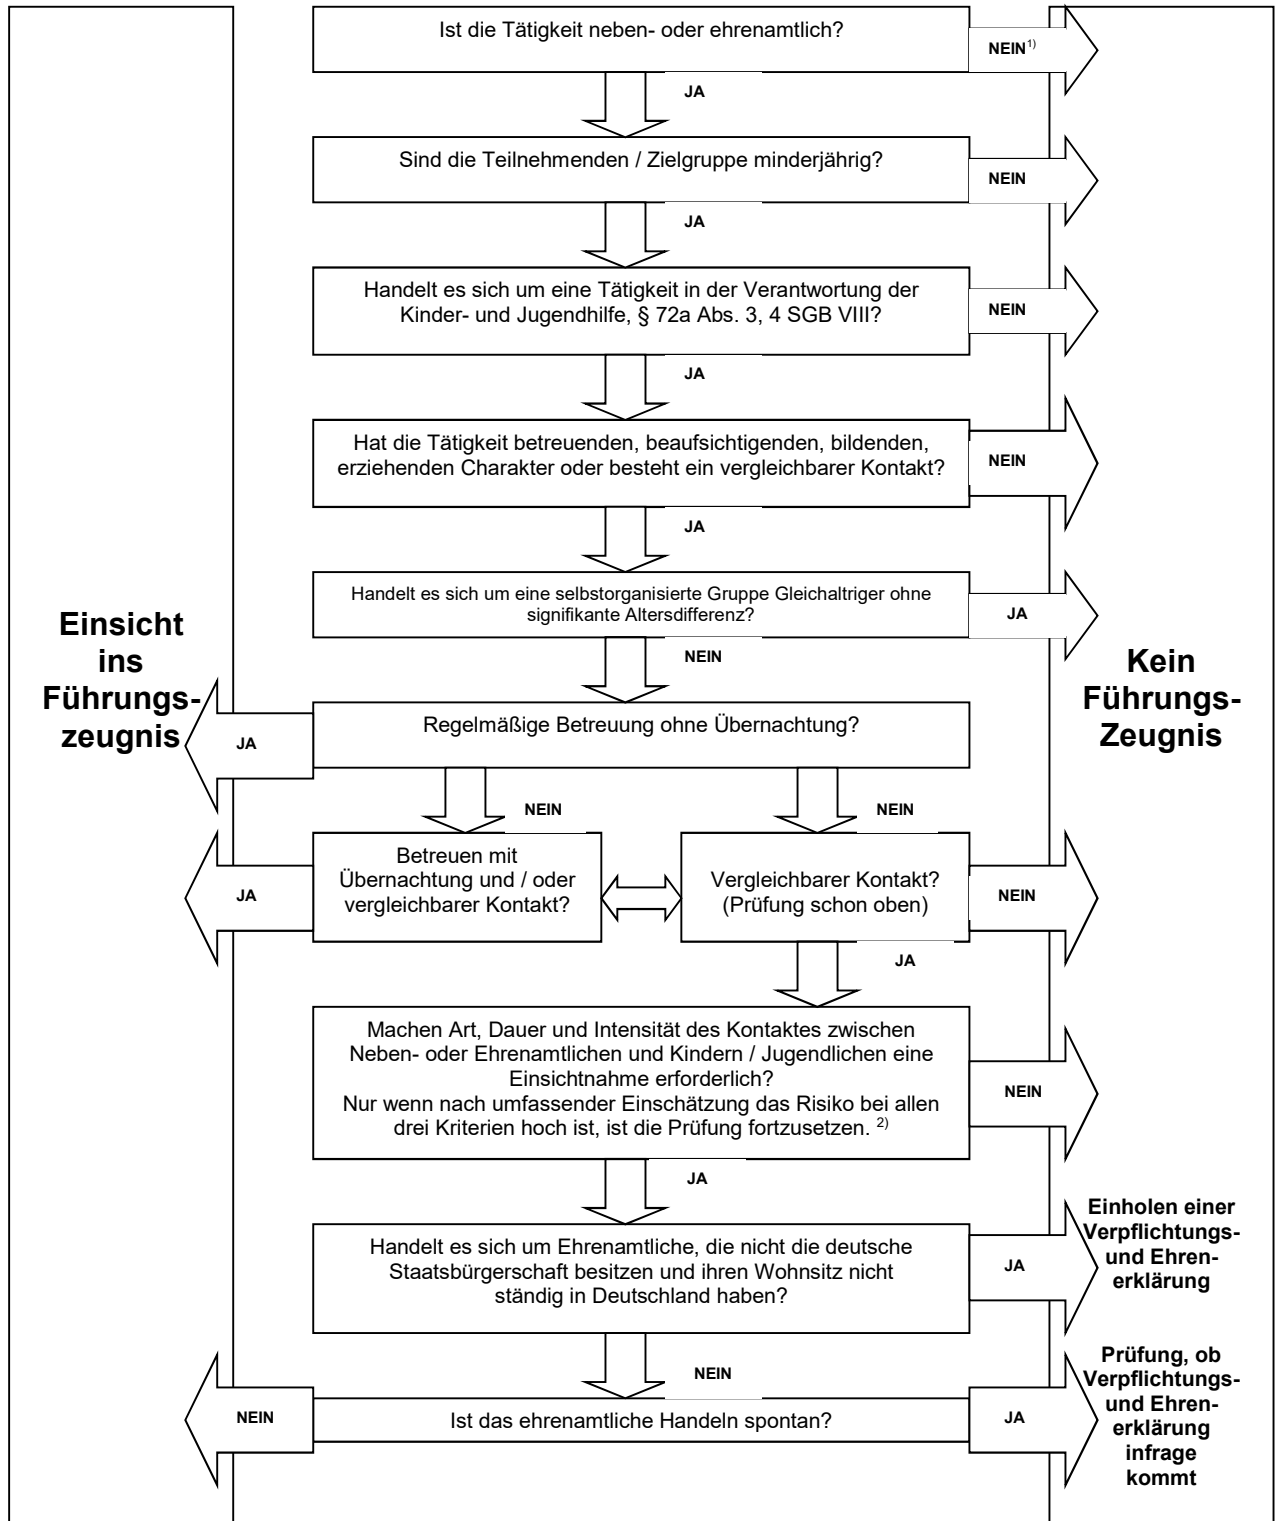 Ist die Tätigkeit neben- oder ehrenamtlich?
NEIN 1)
JA
Sind die Teilnehmenden / Zielgruppe minderjährig?
NEIN
JA
Handelt es sich um eine Tätigkeit in der Verantwortung der
Kinder- und Jugendhilfe, § 72a Abs. 3, 4 SGB VIII?
NEIN
JA
Hat die Tätigkeit betreuenden, beaufsichtigenden, bildenden,
erziehenden Charakter oder besteht ein vergleichbarer Kontakt?
NEIN
JA
Handelt es sich um eine selbstorganisierte Gruppe Gleichaltriger ohne
signifikante Altersdifferenz?
JA
NEIN
Einsicht
ins
Führungs-
zeugnis
Kein
Führungs-
Zeugnis
Regelmäßige Betreuung ohne Übernachtung?
JA
NEIN
NEIN
Betreuen mit
Übernachtung und / oder
vergleichbarer Kontakt?
JA
Vergleichbarer Kontakt?
(Prüfung schon oben)
NEIN
JA
Machen Art, Dauer und Intensität des Kontaktes zwischen
Neben- oder Ehrenamtlichen und Kindern / Jugendlichen eine
Einsichtnahme erforderlich?
Nur wenn nach umfassender Einschätzung das Risiko bei allen
drei Kriterien hoch ist, ist die Prüfung fortzusetzen. 2)
NEIN
JA
Handelt es sich um Ehrenamtliche, die nicht die deutsche
Staatsbürgerschaft besitzen und ihren Wohnsitz nicht
ständig in Deutschland haben?
JA
Einholen einer
Verpflichtungs-
und Ehren-
erklärung
NEIN
Ist das ehrenamtliche Handeln spontan?
NEIN
JA
Prüfung, ob
Verpflichtungs-
und Ehren-
erklärung
infrage
kommt